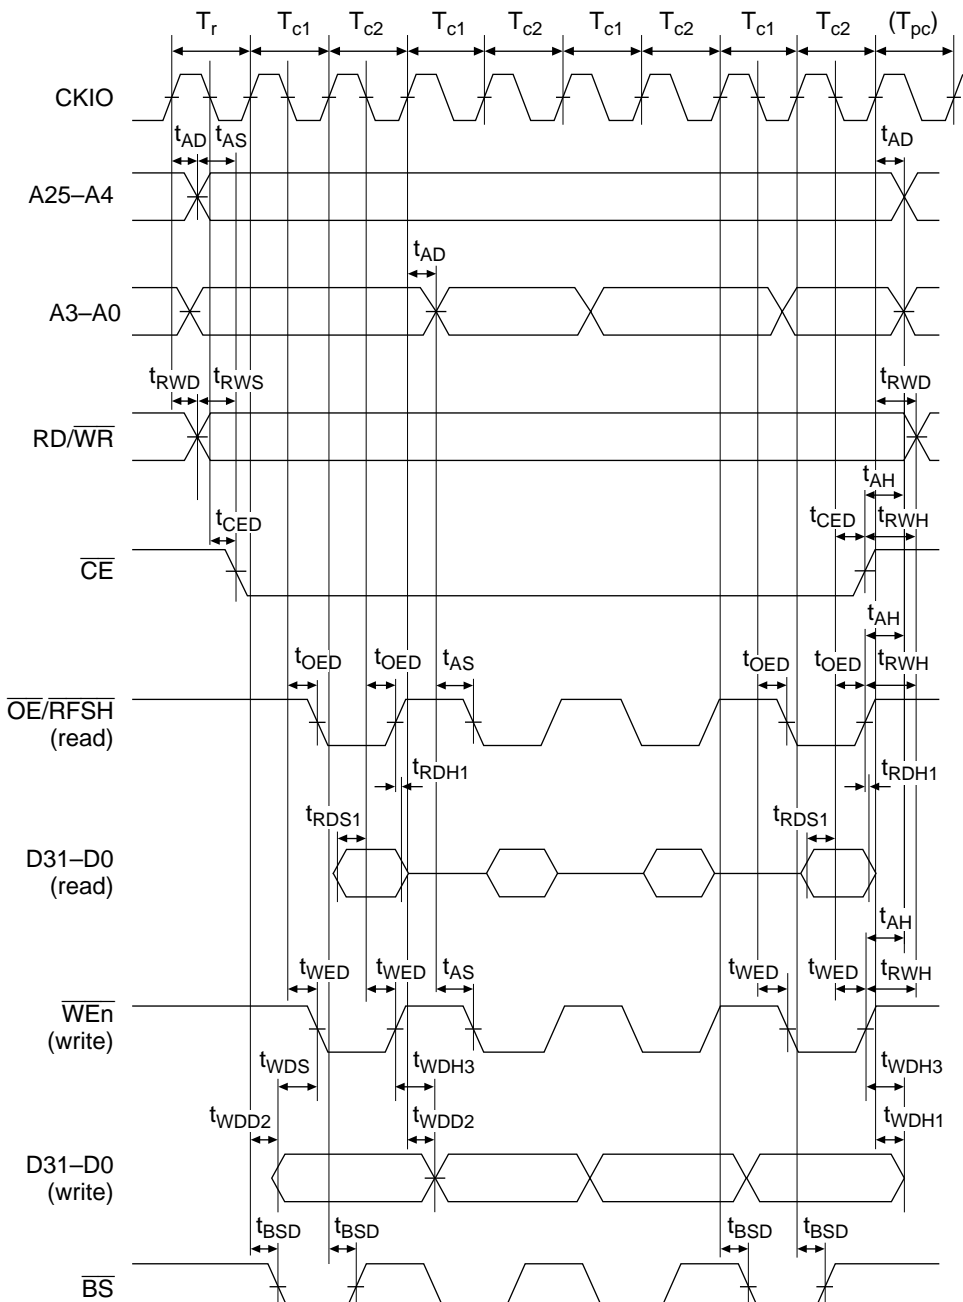 Tr Tc1 Tc2 Tc1 Tc2 Tc1 Tc2 Tc1 Tc2 (Tpc)
CKIO
tAD tAS tAD
A25–A4
tAD
A3–A0
tRWD tRWS tRWD
RD/WR
tAH
tCED tCED tRWH
CE
tAH
tOED tOED tAS tOED tOED tRWH
OE/RFSH
(read)
tRDH1 tRDH1
tRDS1 tRDS1
D31–D0
(read)
tAH
tWED tWED tAS tWED tWED tRWH
WEn
(write)
tWDS tWDH3 tWDH3
tWDD2 tWDD2 tWDH1
D31–D0
(write)
tBSD tBSD tBSD tBSD
BS